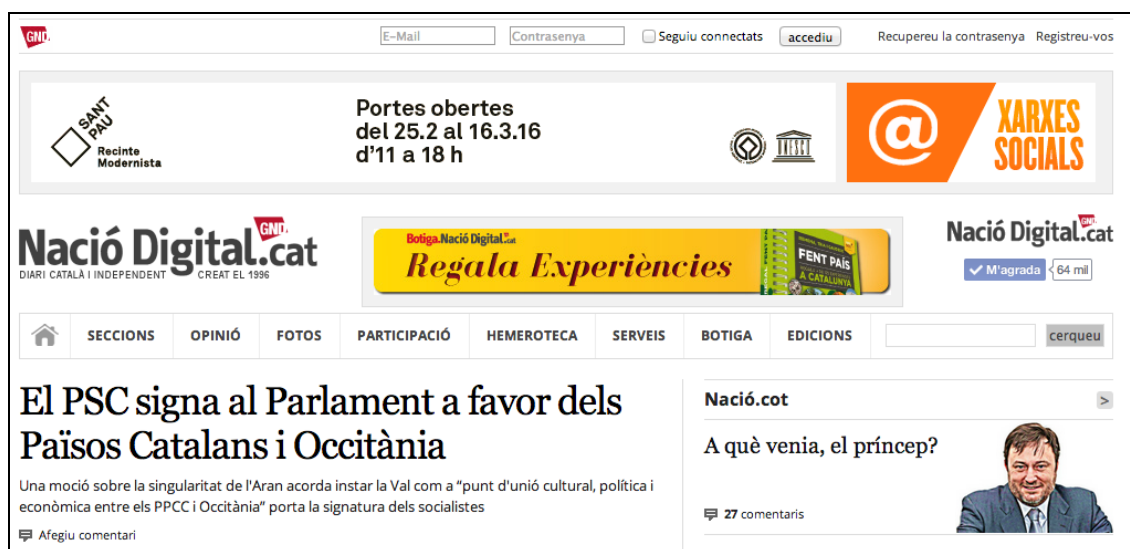 GND.
E-Mail
Contrasenya
Seguiu connectats
accediu
Recupereu la contrasenya
Registreu-vos
SANT
PAU
Recinte
Modernista
Portes obertes
del 25.2 al 16.3.16
d'11 a 18 h
UNESCO
@
XARXES
SOCIALS
Nació Digital.cat
GND.
DIARI CATALÀ I INDEPENDENT
CREAT EL 1996
Botiga.Nació Digital.cat
Regala Experiències
FENT PAÍS
A CATALUNYA
Nació Digital.cat
GND.
M'agrada
64 mil
SECCIONS
OPINIÓ
FOTOS
PARTICIPACIÓ
HEMEROTECA
SERVEIS
BOTIGA
EDICIONS
cerqueu
El PSC signa al Parlament a favor dels
Països Catalans i Occitània
Una moció sobre la singularitat de l'Aran acorda instar la Val com a “punt d'unió cultural, política i
econòmica entre els PPCC i Occitània” porta la signatura dels socialistes
Afegiu comentari
Nació.cot
>
A què venia, el príncep?
27 comentaris